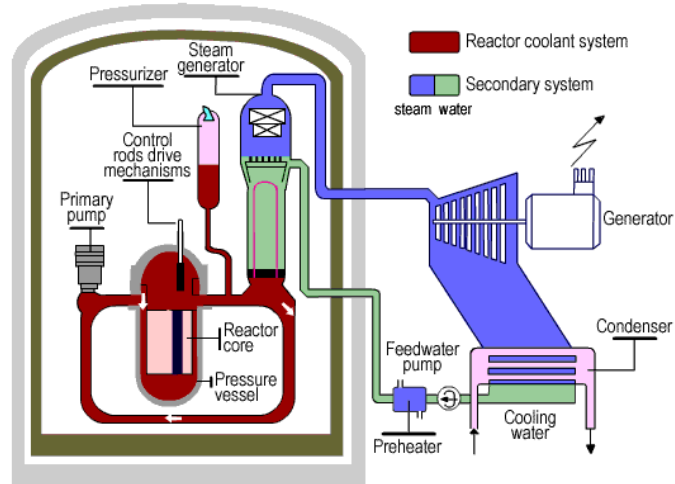 Steam
generator
Reactor coolant system
Pressurizer
Secondary system
steam water
Control
rods drive
mechanisms
Primary
pump
Generator
Reactor
core
Pressure
vessel
Feedwater
pump
Condenser
Preheater
Cooling
water